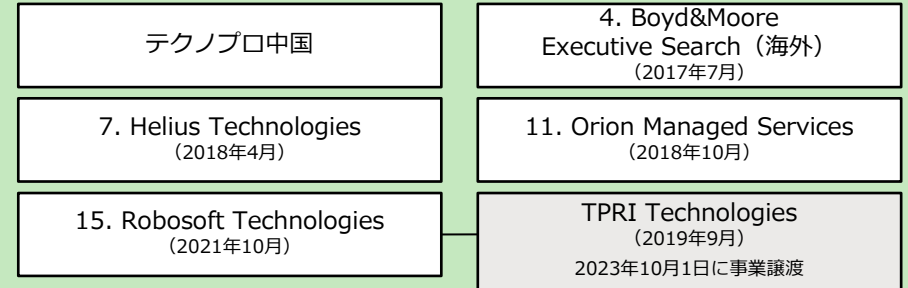 テクノプロ中国
4. Boyd&Moore
Executive Search（海外）
（2017年7月）
7. Helius Technologies
（2018年4月）
11. Orion Managed Services
（2018年10月）
15. Robosoft Technologies
（2021年10月）
TPRI Technologies
（2019年9月）
2023年10月1日に事業譲渡